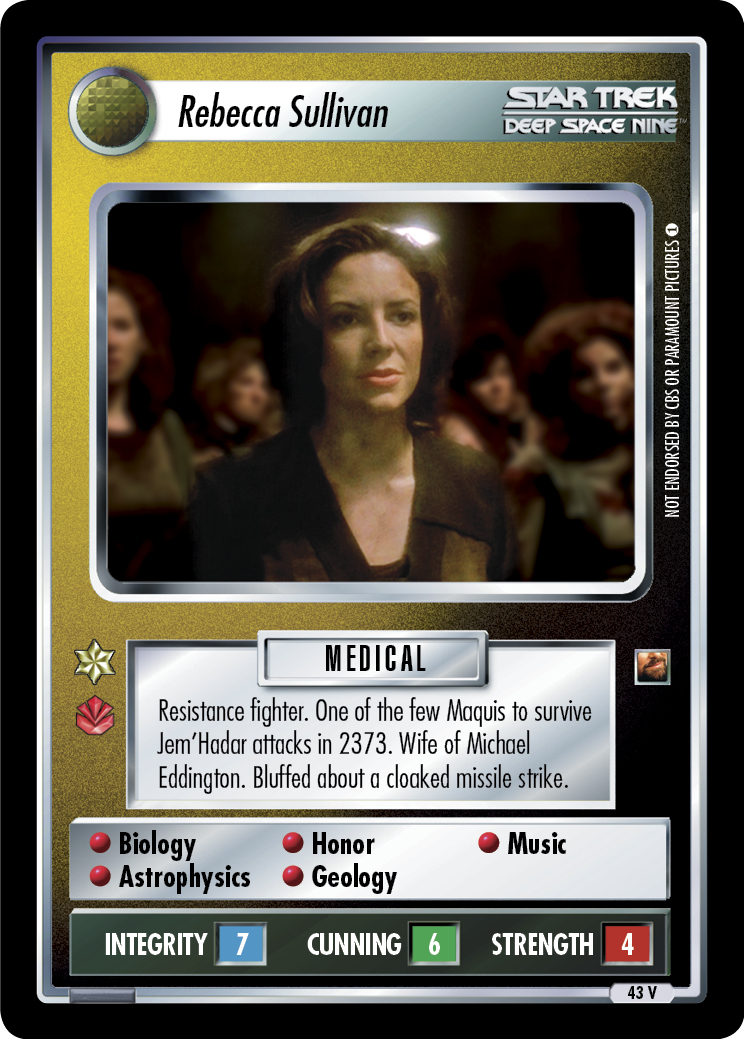 Rebecca Sullivan
STAR TREK
DEEP SPACE NINE™
NOT ENDORSED BY CBS OR PARAMOUNT PICTURES 1
MEDICAL
Resistance fighter. One of the few Maquis to survive
Jem'Hadar attacks in 2373. Wife of Michael
Eddington. Bluffed about a cloaked missile strike.
Biology Honor Music
Astrophysics Geology
INTEGRITY 7 CUNNING 6 STRENGTH 4
43 V